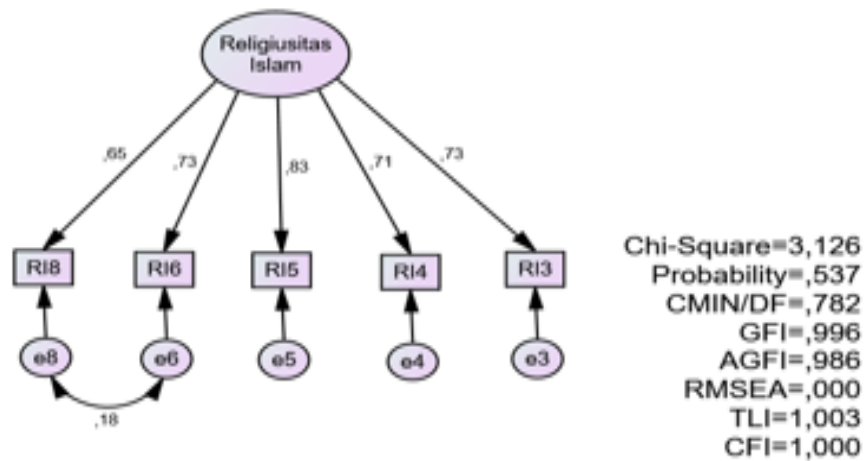 Religiusitas
Islam
,65
,73
,83
,71
,73
RI8
RI6
RI5
RI4
RI3
e8
e6
e5
e4
e3
,18
Chi-Square=3,126
Probability=,537
CMIN/DF=,782
GFI=,996
AGFI=,986
RMSEA=,000
TLI=1,003
CFI=1,000